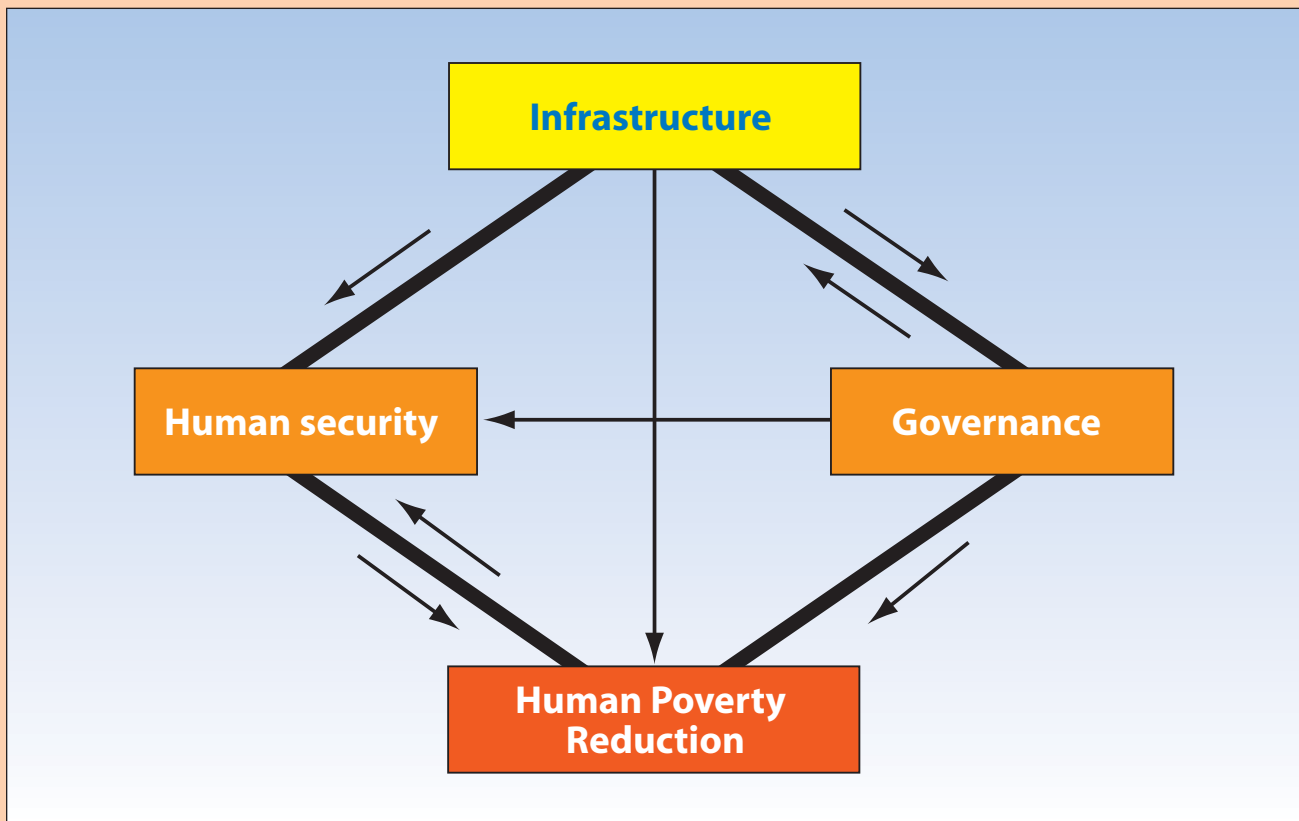 Infrastructure
Human security
Governance
Human Poverty
Reduction